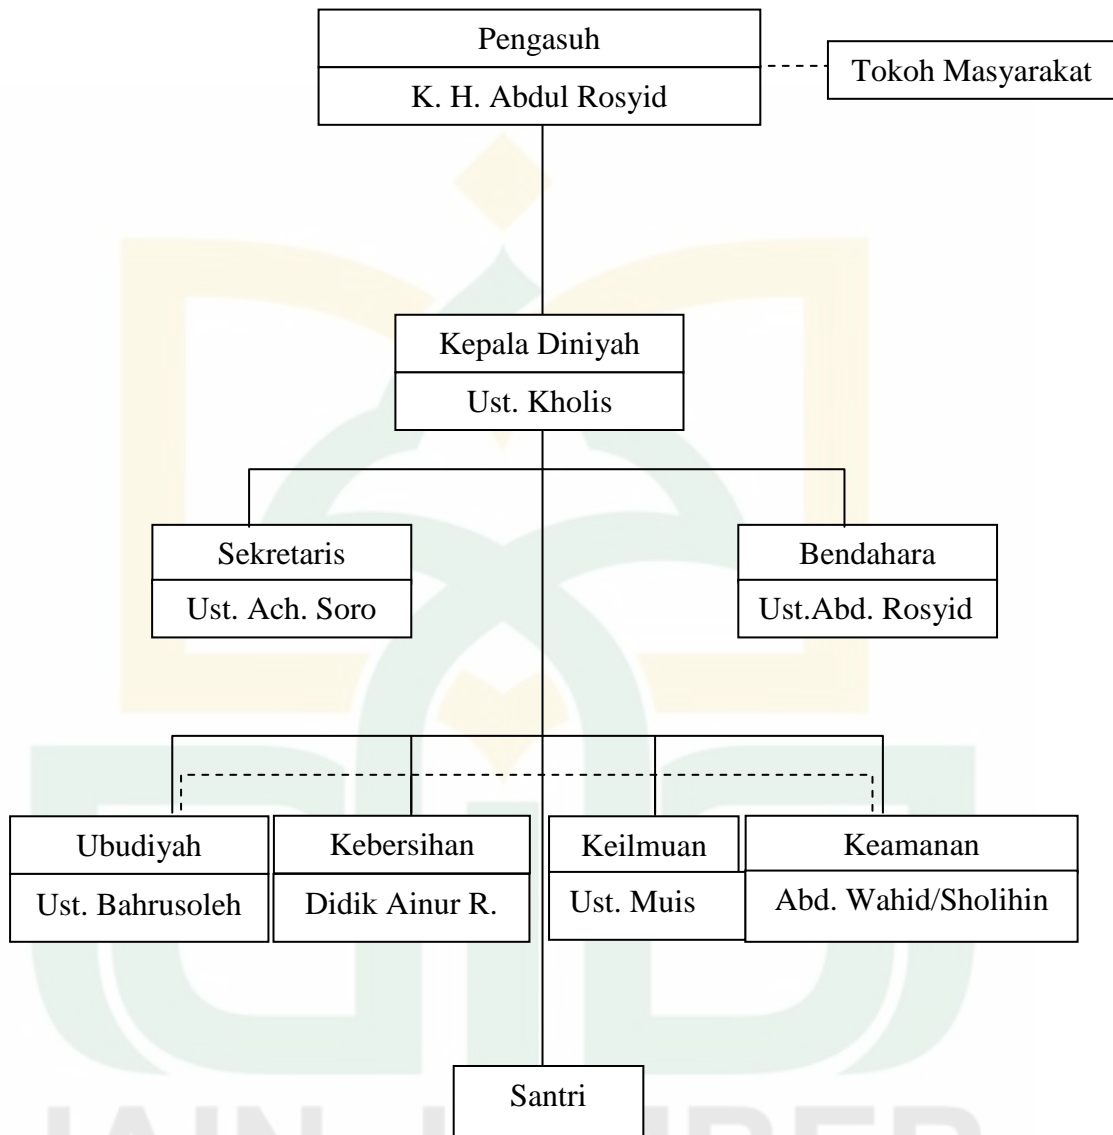 Pengasuh
K. H. Abdul Rosyid
Tokoh Masyarakat
Kepala Diniyah
Ust. Kholis
Sekretaris
Ust. Ach. Soro
Bendahara
Ust.Abd. Rosyid
Ubudiyah
Ust. Bahrusoleh
Kebersihan
Didik Ainur R.
Keilmuan
Ust. Muis
Keamanan
Abd. Wahid/Sholihin
Santri